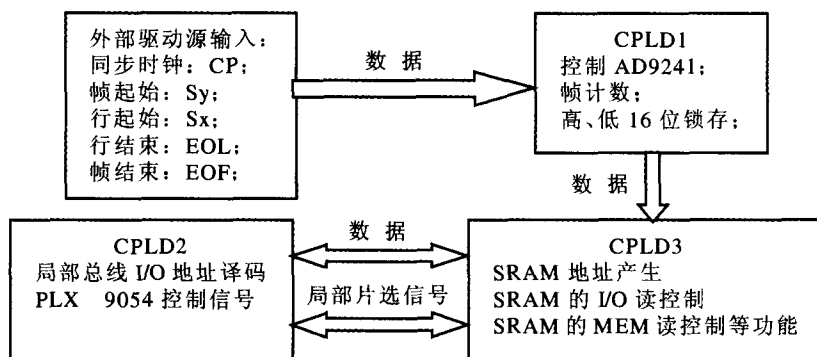 外部驱动源输入：
同步时钟：CP；
帧起始：Sy；
行起始：Sx；
行结束：EOL；
帧结束：EOF；
数 据
CPLD1
控制 AD9241；
帧计数；
高、低 16 位锁存；
数 据
CPLD2
局部总线 I/O 地址译码
PLX 9054 控制信号
数 据
局部片选信号
CPLD3
SRAM 地址产生
SRAM 的 I/O 读控制
SRAM 的 MEM 读控制等功能